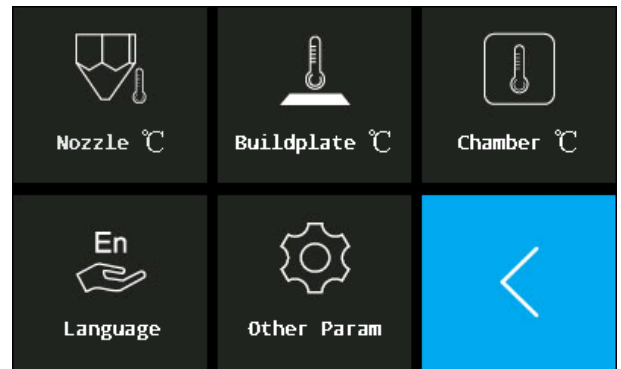 Nozzle ℃
Buildplate ℃
Chamber ℃
En
Language
Other Param